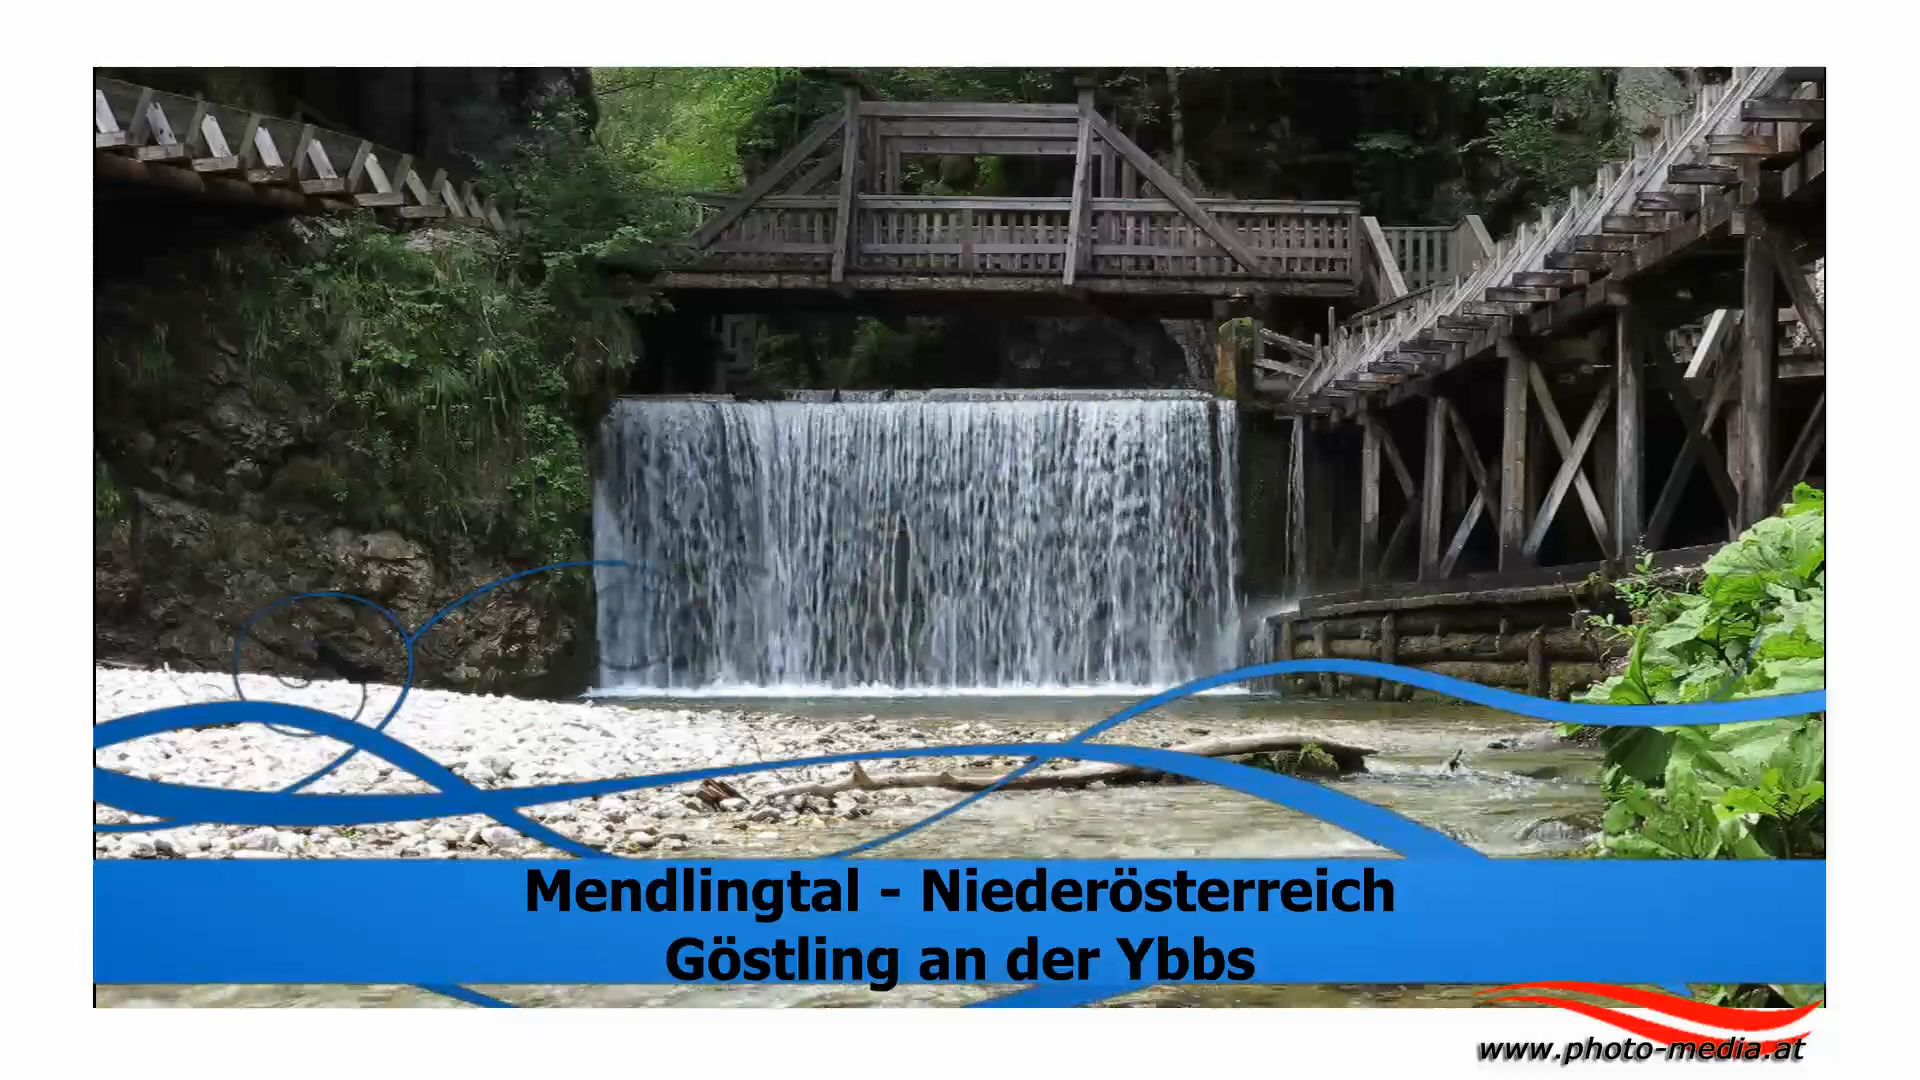 Mendlingtal - Niederösterreich
Göstling an der Ybbs
www.photo-media.at